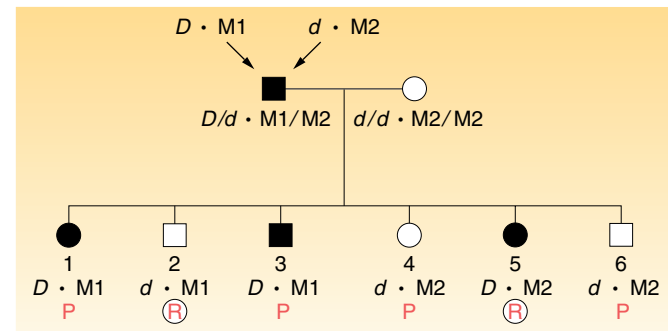 D • M1 d • M2
D/d • M1/M2 d/d • M2/M2
1 2 3 4 5 6
D • M1 d • M1 D • M1 d • M2 D • M2 d • M2
P R P P R P